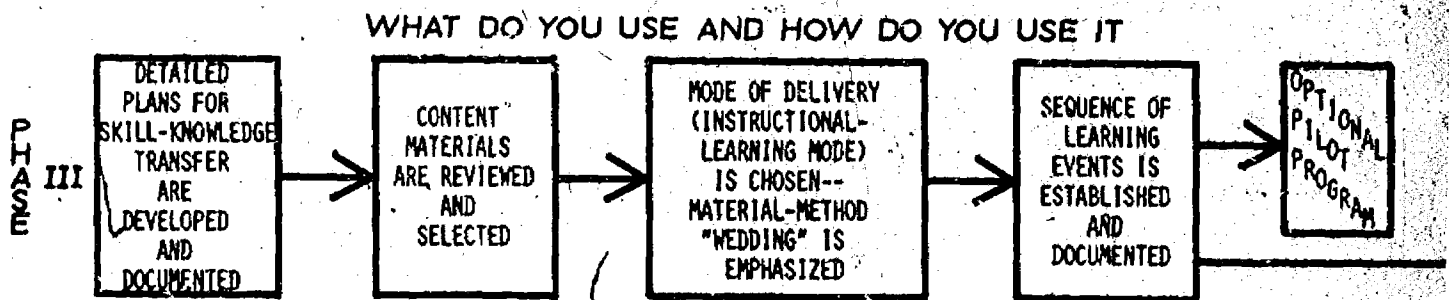 WHAT DO YOU USE AND HOW DO YOU USE IT
PHASE III
DETAILED
PLANS FOR
SKILL-KNOWLEDGE
TRANSFER
ARE
DEVELOPED
AND
DOCUMENTED
CONTENT
MATERIALS
ARE REVIEWED
AND
SELECTED
MODE OF DELIVERY
(INSTRUCTIONAL-
LEARNING MODE)
IS CHOSEN--
MATERIAL-METHOD
"WEDDING" IS
EMPHASIZED
SEQUENCE OF
LEARNING
EVENTS IS
ESTABLISHED
AND
DOCUMENTED
OPTIONAL
PILOT
PROGRAM